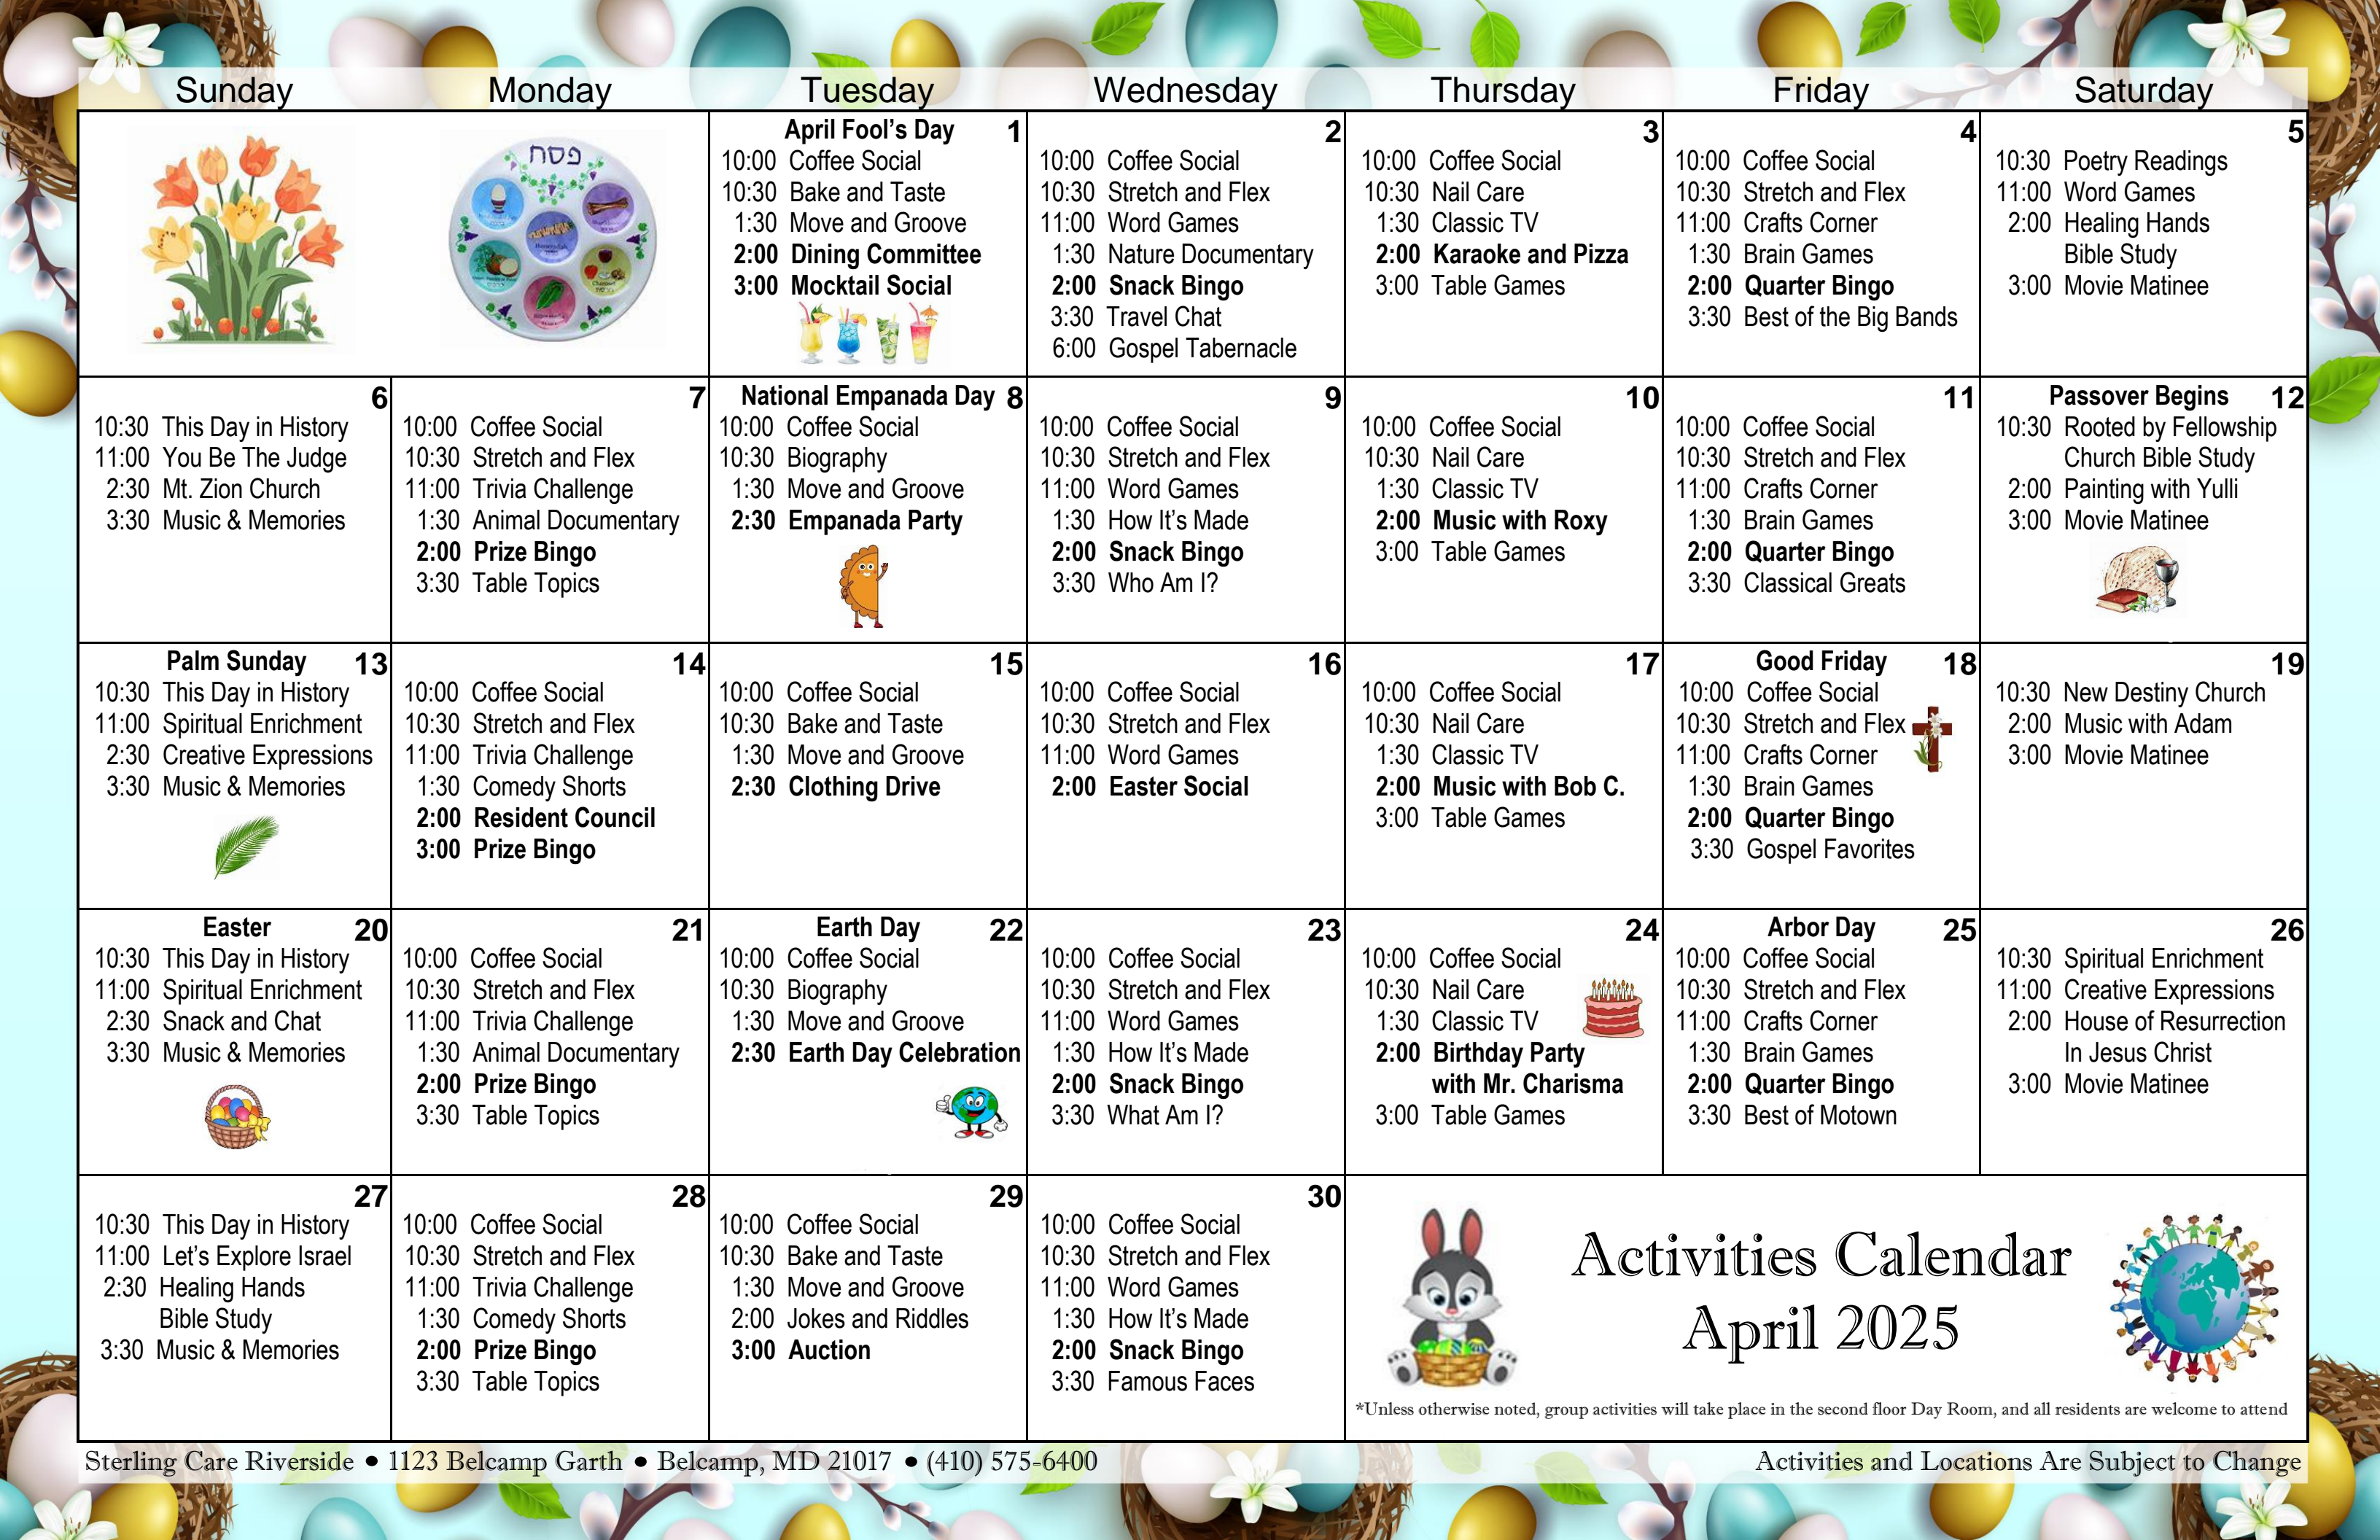 Sunday Monday Tuesday Wednesday Thursday Friday Saturday
פסח
April Fool's Day 1
10:00 Coffee Social
10:30 Bake and Taste
1:30 Move and Groove
2:00 Dining Committee
3:00 Mocktail Social
2
10:00 Coffee Social
10:30 Stretch and Flex
11:00 Word Games
1:30 Nature Documentary
2:00 Snack Bingo
3:30 Travel Chat
6:00 Gospel Tabernacle
3
10:00 Coffee Social
10:30 Nail Care
1:30 Classic TV
2:00 Karaoke and Pizza
3:00 Table Games
4
10:00 Coffee Social
10:30 Stretch and Flex
11:00 Crafts Corner
1:30 Brain Games
2:00 Quarter Bingo
3:30 Best of the Big Bands
5
10:30 Poetry Readings
11:00 Word Games
2:00 Healing Hands
Bible Study
3:00 Movie Matinee
6
10:30 This Day in History
11:00 You Be The Judge
2:30 Mt. Zion Church
3:30 Music & Memories
7
10:00 Coffee Social
10:30 Stretch and Flex
11:00 Trivia Challenge
1:30 Animal Documentary
2:00 Prize Bingo
3:30 Table Topics
National Empanada Day 8
10:00 Coffee Social
10:30 Biography
1:30 Move and Groove
2:30 Empanada Party
9
10:00 Coffee Social
10:30 Stretch and Flex
11:00 Word Games
1:30 How It's Made
2:00 Snack Bingo
3:30 Who Am I?
10
10:00 Coffee Social
10:30 Nail Care
1:30 Classic TV
2:00 Music with Roxy
3:00 Table Games
11
10:00 Coffee Social
10:30 Stretch and Flex
11:00 Crafts Corner
1:30 Brain Games
2:00 Quarter Bingo
3:30 Classical Greats
Passover Begins 12
10:30 Rooted by Fellowship
Church Bible Study
2:00 Painting with Yulli
3:00 Movie Matinee
Palm Sunday 13
10:30 This Day in History
11:00 Spiritual Enrichment
2:30 Creative Expressions
3:30 Music & Memories
14
10:00 Coffee Social
10:30 Stretch and Flex
11:00 Trivia Challenge
1:30 Comedy Shorts
2:00 Resident Council
3:00 Prize Bingo
15
10:00 Coffee Social
10:30 Bake and Taste
1:30 Move and Groove
2:30 Clothing Drive
16
10:00 Coffee Social
10:30 Stretch and Flex
11:00 Word Games
2:00 Easter Social
17
10:00 Coffee Social
10:30 Nail Care
1:30 Classic TV
2:00 Music with Bob C.
3:00 Table Games
Good Friday 18
10:00 Coffee Social
10:30 Stretch and Flex
11:00 Crafts Corner
1:30 Brain Games
2:00 Quarter Bingo
3:30 Gospel Favorites
19
10:30 New Destiny Church
2:00 Music with Adam
3:00 Movie Matinee
Easter 20
10:30 This Day in History
11:00 Spiritual Enrichment
2:30 Snack and Chat
3:30 Music & Memories
21
10:00 Coffee Social
10:30 Stretch and Flex
11:00 Trivia Challenge
1:30 Animal Documentary
2:00 Prize Bingo
3:30 Table Topics
Earth Day 22
10:00 Coffee Social
10:30 Biography
1:30 Move and Groove
2:30 Earth Day Celebration
23
10:00 Coffee Social
10:30 Stretch and Flex
11:00 Word Games
1:30 How It's Made
2:00 Snack Bingo
3:30 What Am I?
24
10:00 Coffee Social
10:30 Nail Care
1:30 Classic TV
2:00 Birthday Party
with Mr. Charisma
3:00 Table Games
Arbor Day 25
10:00 Coffee Social
10:30 Stretch and Flex
11:00 Crafts Corner
1:30 Brain Games
2:00 Quarter Bingo
3:30 Best of Motown
26
10:30 Spiritual Enrichment
11:00 Creative Expressions
2:00 House of Resurrection
In Jesus Christ
3:00 Movie Matinee
27
10:30 This Day in History
11:00 Let's Explore Israel
2:30 Healing Hands
Bible Study
3:30 Music & Memories
28
10:00 Coffee Social
10:30 Stretch and Flex
11:00 Trivia Challenge
1:30 Comedy Shorts
2:00 Prize Bingo
3:30 Table Topics
29
10:00 Coffee Social
10:30 Bake and Taste
1:30 Move and Groove
2:00 Jokes and Riddles
3:00 Auction
30
10:00 Coffee Social
10:30 Stretch and Flex
11:00 Word Games
1:30 How It's Made
2:00 Snack Bingo
3:30 Famous Faces
Activities Calendar
April 2025
*Unless otherwise noted, group activities will take place in the second floor Day Room, and all residents are welcome to attend
Sterling Care Riverside • 1123 Belcamp Garth • Belcamp, MD 21017 • (410) 575-6400
Activities and Locations Are Subject to Change